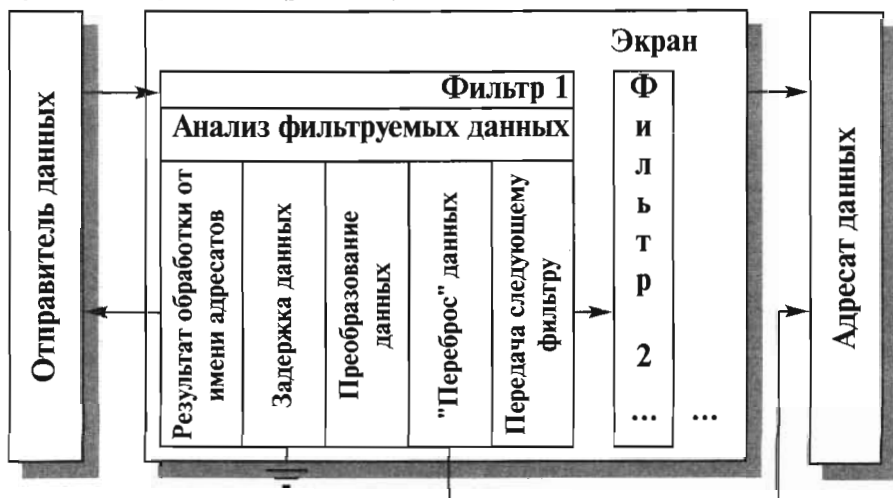 Отправитель данных
Экран
Фильтр 1
Анализ фильтруемых данных
Результат обработки от
имени адресатов
Задержка данных
Преобразование
данных
"Переброс" данных
Передача следующему
фильтру
Фильтр 2
... ...
Адресат данных